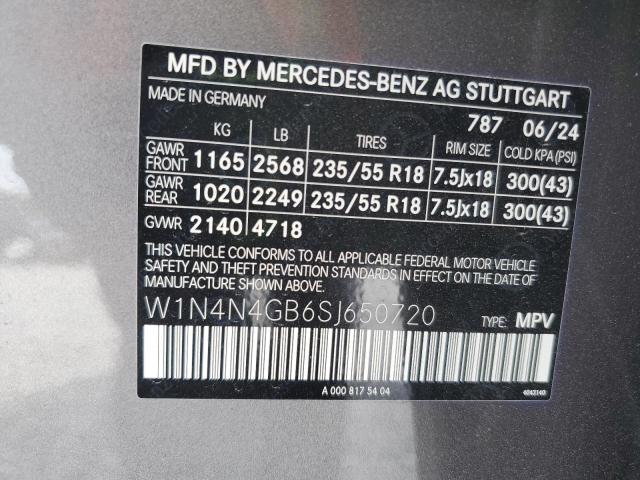 MFD BY MERCEDES-BENZ AG STUTTGART
MADE IN GERMANY 787 06/24
KG LB TIRES RIM SIZE COLD KPA (PSI)
GAWR FRONT 1165 2568 235/55 R18 7.5Jx18 300(43)
GAWR REAR 1020 2249 235/55 R18 7.5Jx18 300(43)
GVWR 2140 4718
THIS VEHICLE CONFORMS TO ALL APPLICABLE FEDERAL MOTOR VEHICLE
SAFETY AND THEFT PREVENTION STANDARDS IN EFFECT ON THE DATE OF
MANUFACTURE SHOWN ABOVE.
W1N4N4GB6SJ650720 TYPE: MPV
A 000 817 54 04